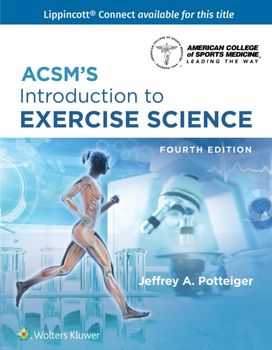 Lippincott® Connect available for this title
AMERICAN COLLEGE
of SPORTS MEDICINE
LEADING THE WAY
ACSM'S
Introduction to
EXERCISE SCIENCE
FOURTH EDITION
Jeffrey A. Potteiger
Wolters Kluwer